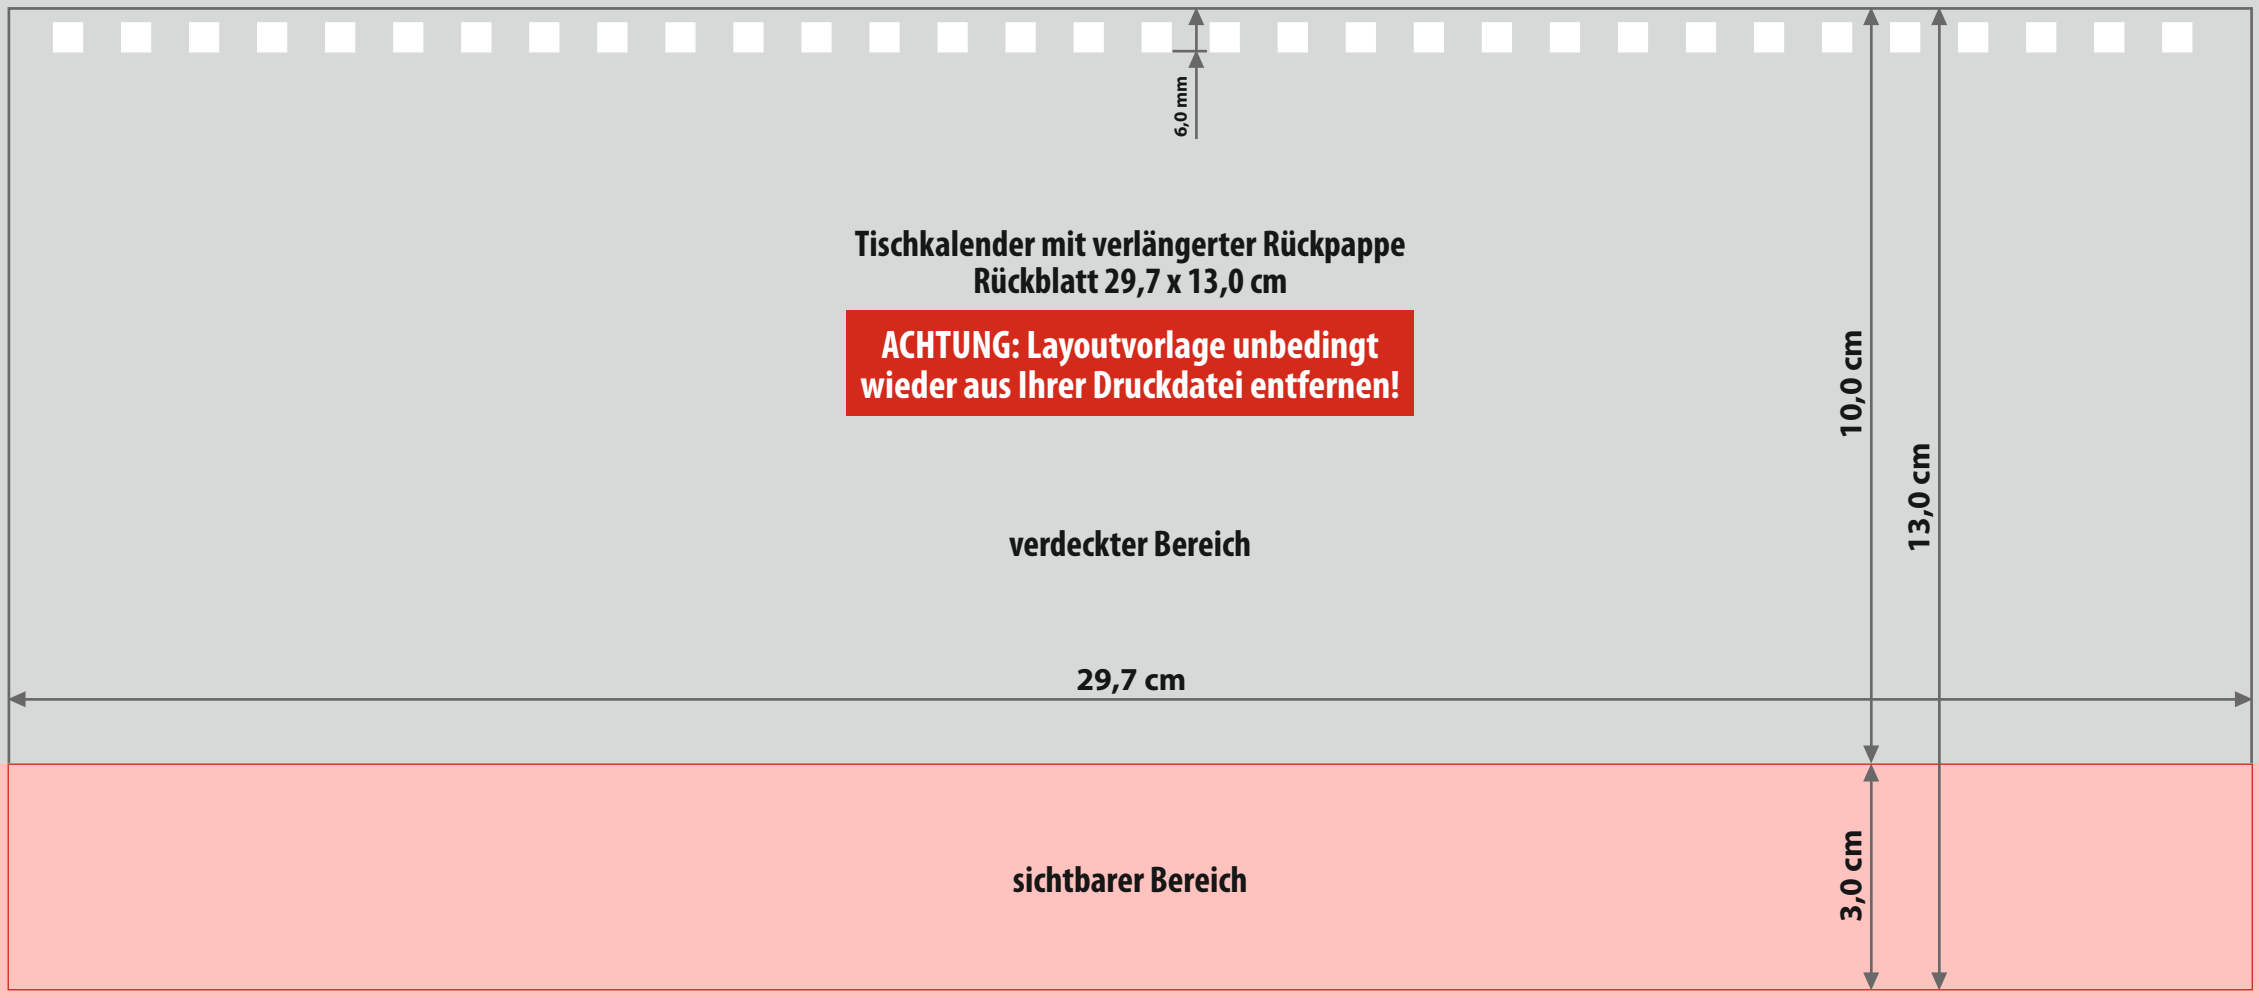 6,0 mm
Tischkalender mit verlängerter Rückpappe
Rückblatt 29,7 x 13,0 cm
ACHTUNG: Layoutvorlage unbedingt
wieder aus Ihrer Druckdatei entfernen!
10,0 cm
13,0 cm
verdeckter Bereich
29,7 cm
sichtbarer Bereich
3,0 cm